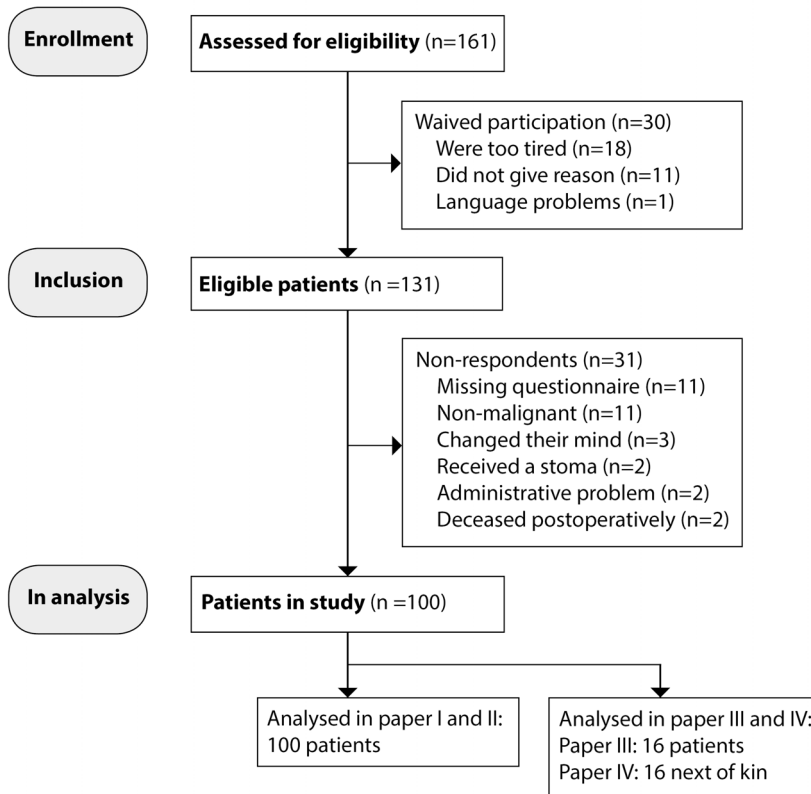 Enrollment
Assessed for eligibility (n=161)
Waived participation (n=30)
Were too tired (n=18)
Did not give reason (n=11)
Language problems (n=1)
Inclusion
Eligible patients (n =131)
Non-respondents (n=31)
Missing questionnaire (n=11)
Non-malignant (n=11)
Changed their mind (n=3)
Received a stoma (n=2)
Administrative problem (n=2)
Deceased postoperatively (n=2)
In analysis
Patients in study (n =100)
Analysed in paper I and II:
100 patients
Analysed in paper III and IV:
Paper III: 16 patients
Paper IV: 16 next of kin